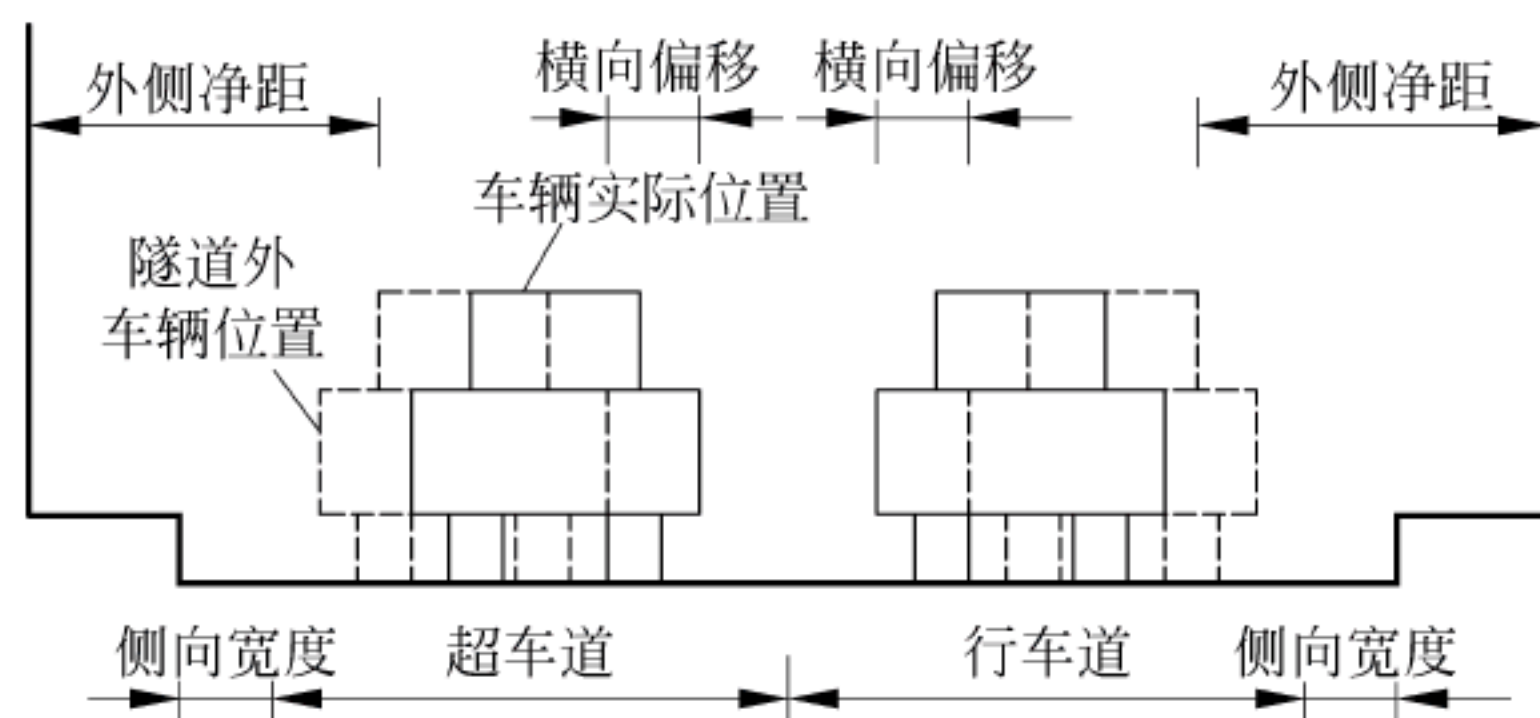 外侧净距
横向偏移
横向偏移
外侧净距
车辆实际位置
隧道外
车辆位置
侧向宽度
超车道
行车道
侧向宽度